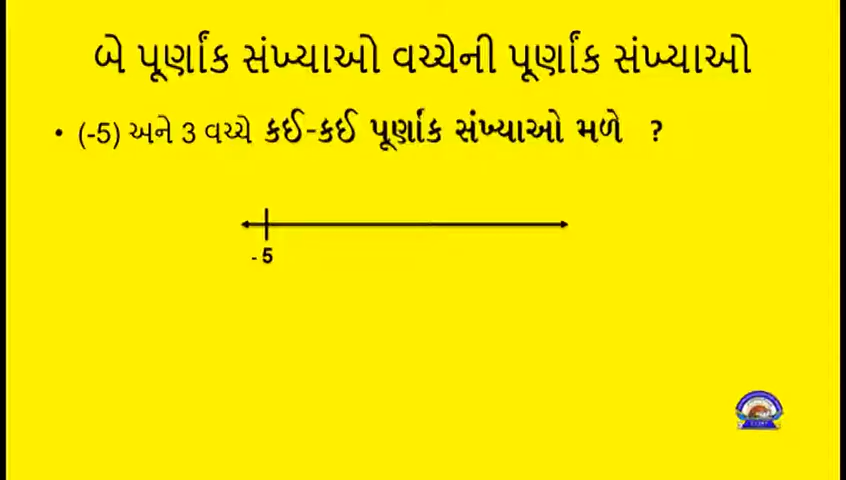 બે પૂર્ણાંક સંખ્યાઓ વચ્ચેની પૂર્ણાંક સંખ્યાઓ
• (-5) અને 3 વચ્ચે કઈ-કઈ પૂર્ણાંક સંખ્યાઓ મળે ?
- 5